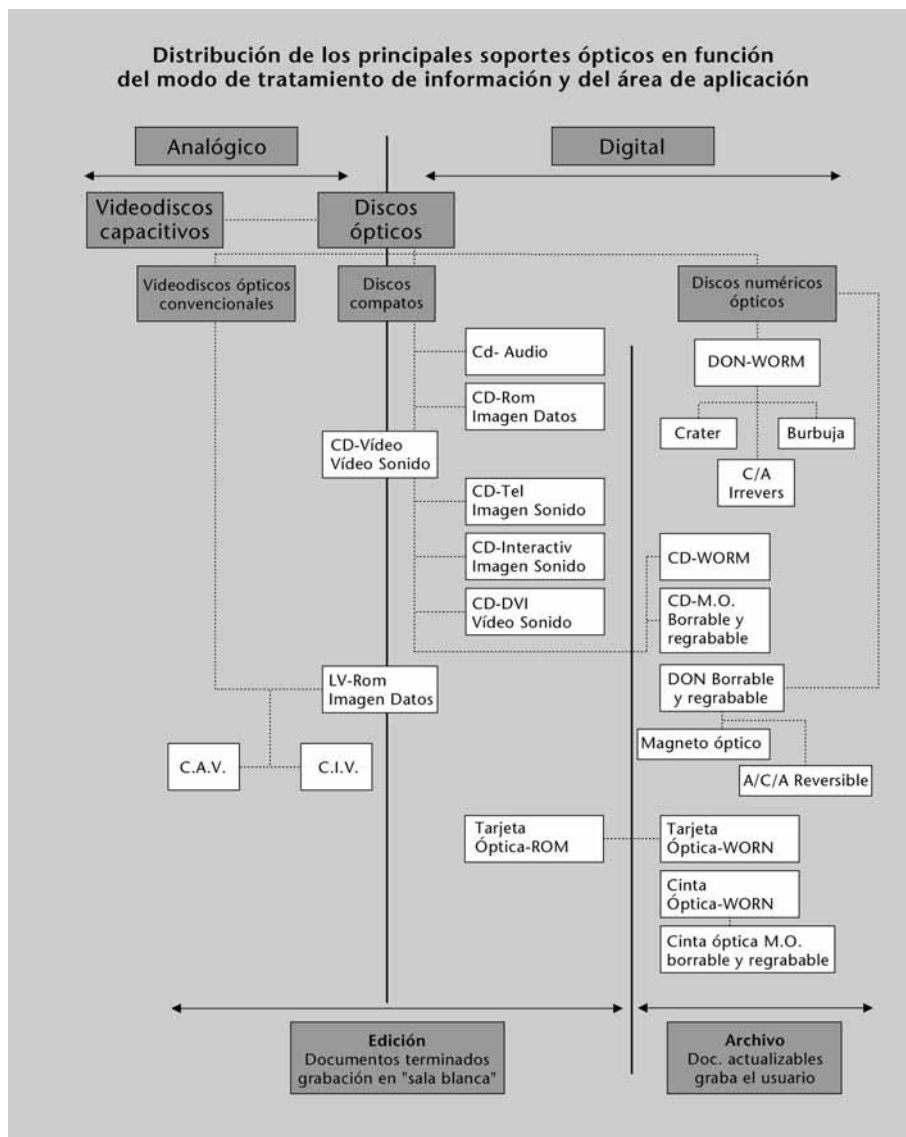 Distribución de los principales soportes ópticos en función
del modo de tratamiento de información y del área de aplicación
Analógico
Digital
Videodiscos
capacitivos
Discos
ópticos
Videodiscos ópticos
convencionales
Discos
compatos
Discos numéricos
ópticos
Cd- Audio
DON-WORM
CD-Rom
Imagen Datos
Crater
Burbuja
CD-Vídeo
Vídeo Sonido
C/A
Irrevers
CD-Tel
Imagen Sonido
CD-Interactiv
Imagen Sonido
CD-WORM
CD-DVI
Vídeo Sonido
CD-M.O.
Borrable y
regrabable
LV-Rom
Imagen Datos
DON Borrable
y regrabable
Magneto óptico
C.A.V.
C.I.V.
A/C/A Reversible
Tarjeta
Óptica-ROM
Tarjeta
Óptica-WORN
Cinta
Óptica-WORN
Cinta óptica M.O.
borrable y regrabable
Edición
Documentos terminados
grabación en "sala blanca"
Archivo
Doc. actualizables
graba el usuario